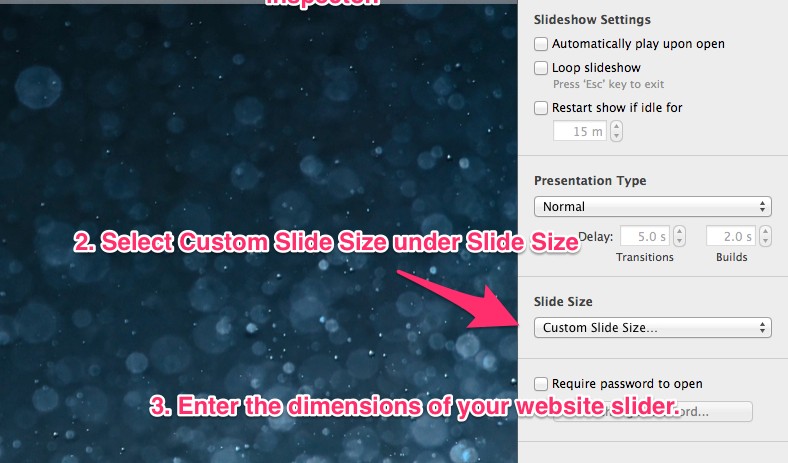 inspector.
Slideshow Settings
Automatically play upon open
Loop slideshow
Press 'Esc' key to exit
Restart show if idle for
15 m
Presentation Type
Normal
2. Select Custom Slide Size under Slide Size
Delay: 5.0 s 2.0 s
Transitions Builds
Slide Size
Custom Slide Size...
Require password to open
3. Enter the dimensions of your website slider.